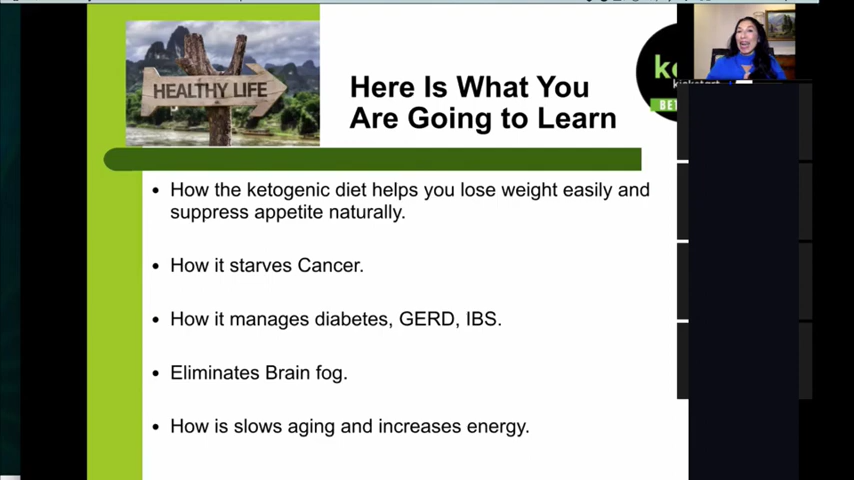 HEALTHY LIFE
Here Is What You
Are Going to Learn
• How the ketogenic diet helps you lose weight easily and
suppress appetite naturally.
• How it starves Cancer.
• How it manages diabetes, GERD, IBS.
• Eliminates Brain fog.
• How is slows aging and increases energy.